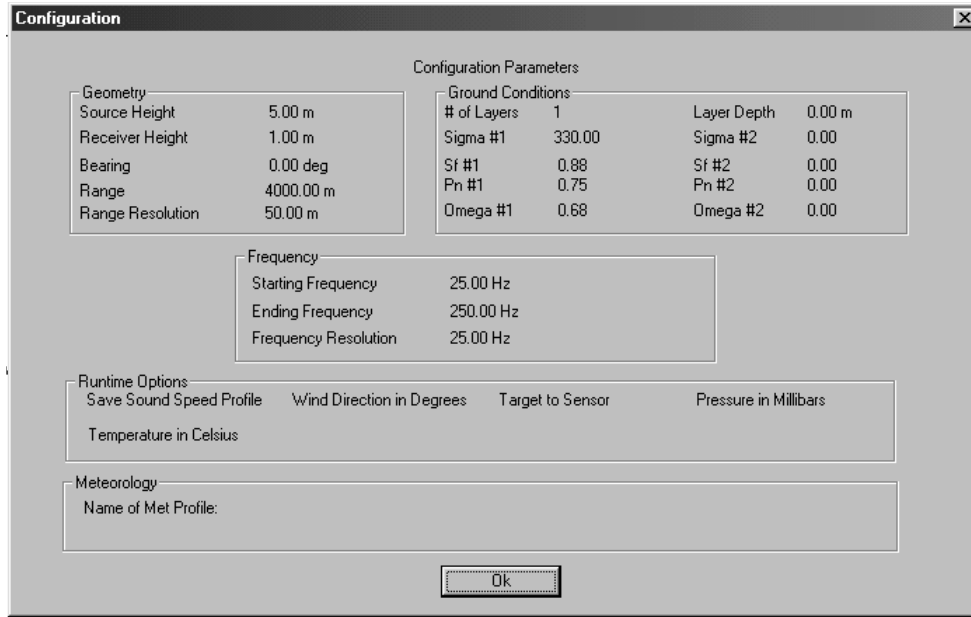 Configuration
Configuration Parameters
Geometry
Source Height 5.00 m
Receiver Height 1.00 m
Bearing 0.00 deg
Range 4000.00 m
Range Resolution 50.00 m
Ground Conditions
# of Layers 1 Layer Depth 0.00 m
Sigma #1 330.00 Sigma #2 0.00
Sf #1 0.88 Sf #2 0.00
Pn #1 0.75 Pn #2 0.00
Omega #1 0.68 Omega #2 0.00
Frequency
Starting Frequency 25.00 Hz
Ending Frequency 250.00 Hz
Frequency Resolution 25.00 Hz
Runtime Options
Save Sound Speed Profile Wind Direction in Degrees Target to Sensor Pressure in Millibars
Temperature in Celsius
Meteorology
Name of Met Profile:
Ok